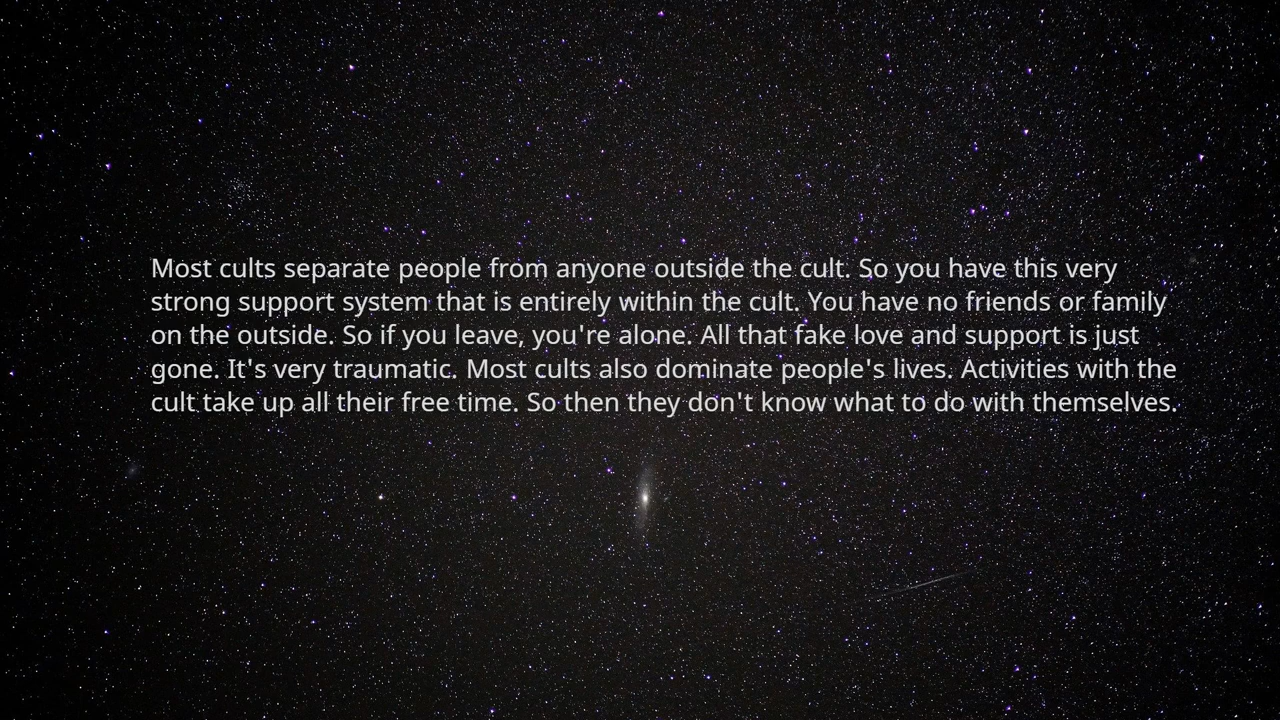 Most cults separate people from anyone outside the cult. So you have this very
strong support system that is entirely within the cult. You have no friends or family
on the outside. So if you leave, you're alone. All that fake love and support is just
gone. It's very traumatic. Most cults also dominate people's lives. Activities with the
cult take up all their free time. So then they don't know what to do with themselves.